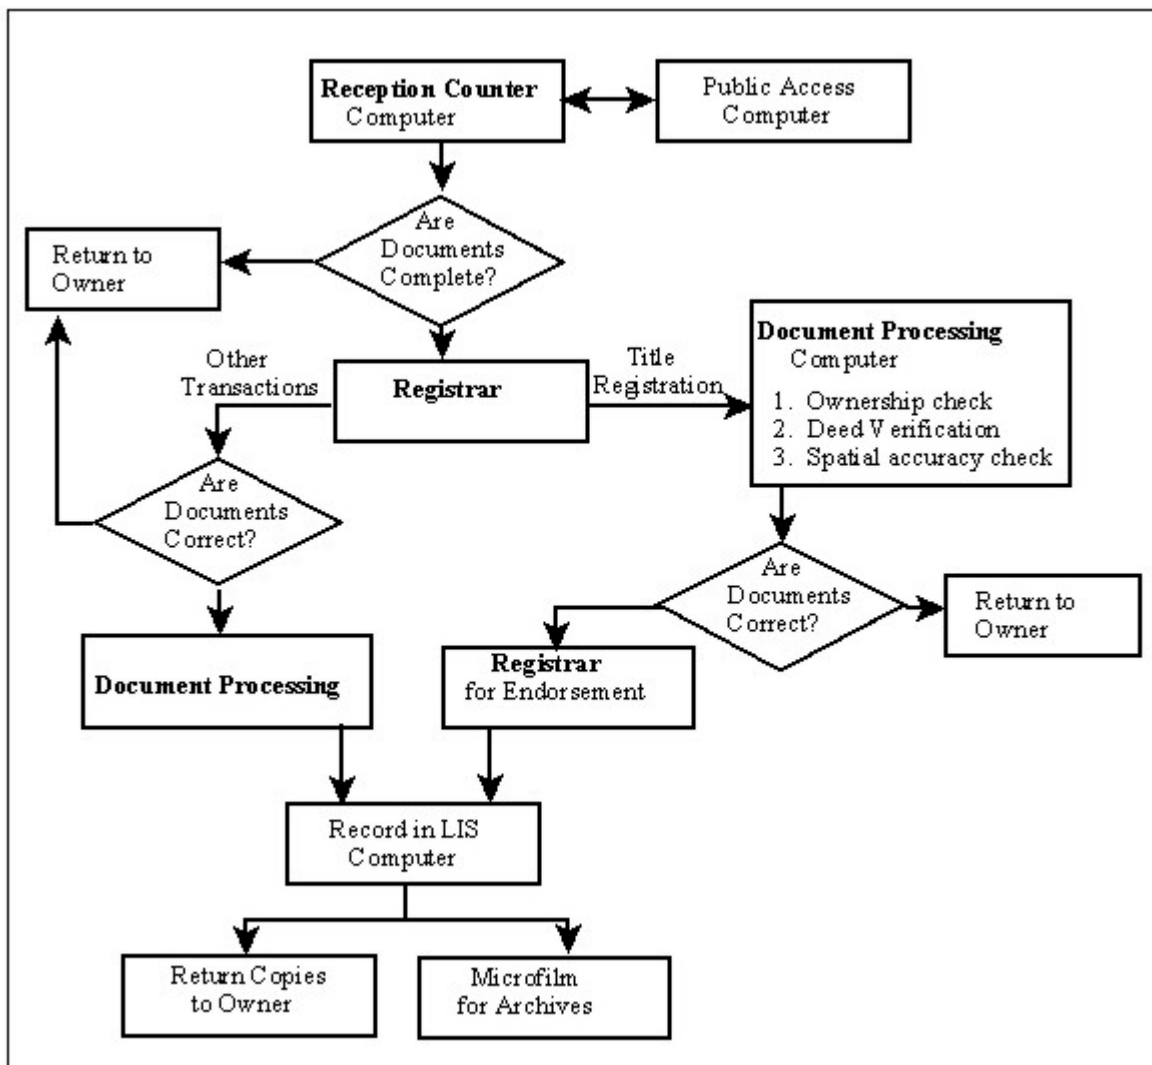 Reception Counter
Computer
Public Access
Computer
Are
Documents
Complete?
Return to
Owner
Other
Transactions
Registrar
Title
Registration
Document Processing
Computer
1. Ownership check
2. Deed Verification
3. Spatial accuracy check
Are
Documents
Correct?
Are
Documents
Correct?
Return to
Owner
Document Processing
Registrar
for Endorsement
Record in LIS
Computer
Return Copies
to Owner
Microfilm
for Archives